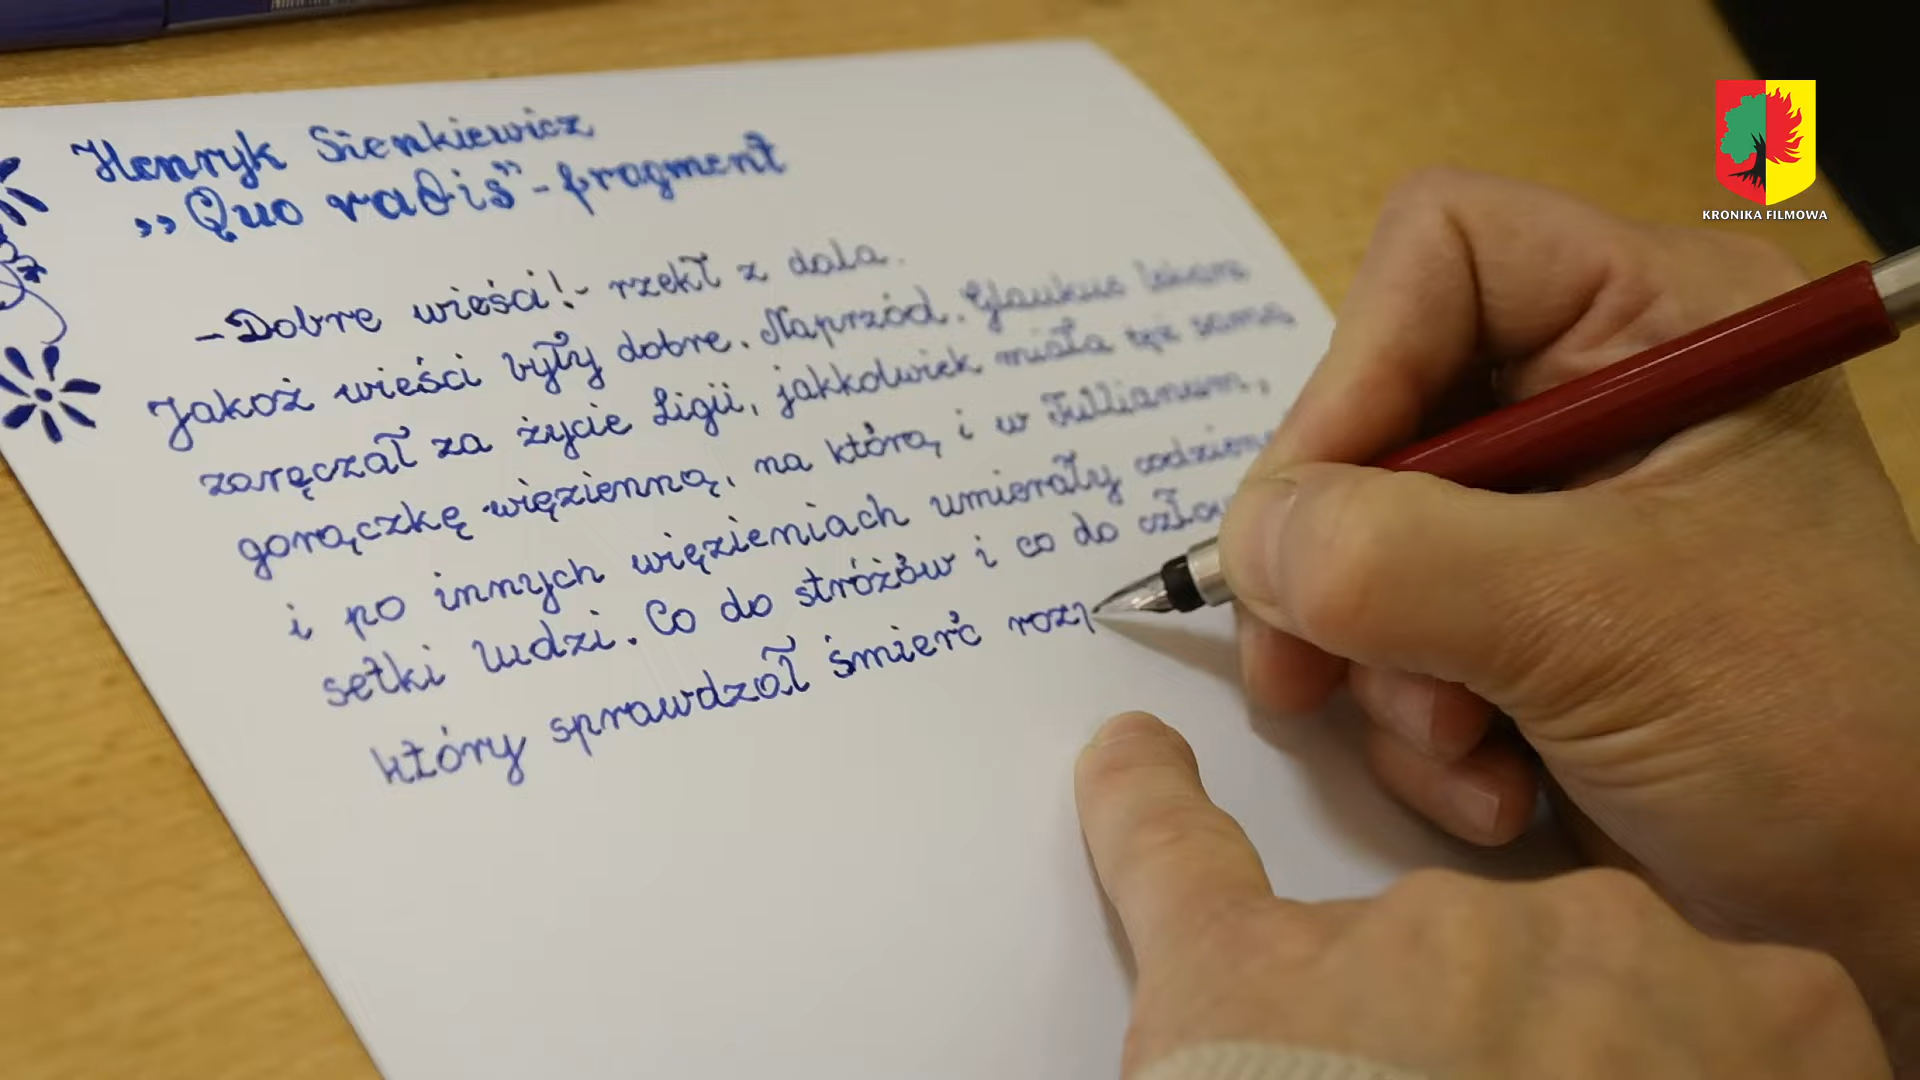 Henryk Sienkiewicz
„Quo vadis" - fragment
- Dobre wieści! - rzekł z dala.
Jakoż wieści były dobre. Naprzód. Glaukus lekarz
zaręczał za życie Ligii, jakkolwiek miała tęż samą
gorączkę więzienną, na którą i w Tullianum,
i po innych więzieniach umierały codzienn
setki ludzi. Co do stróżów i co do człow
który sprawdzał śmierć roz
KRONIKA FILMOWA